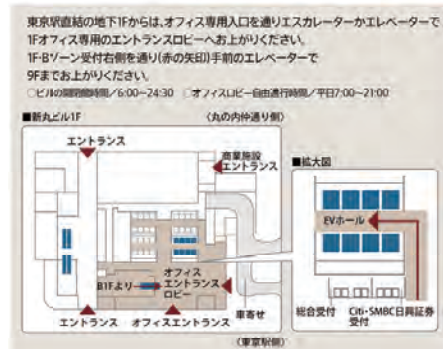 東京駅直結の地下1Fからは、オフィス専用入口を通りエスカレーターかエレベーターで
1Fオフィス専用のエントランスロビーへお上がりください。
1F・Bゾーン受付右側を通り(赤の矢印)手前のエレベーターで
9Fまでお上がりください。
○ビルの開閉館時間/6:00~24:30 ○オフィスロビー自由通行時間/平日7:00~21:00
■新丸ビル1F
〈丸の内仲通り側〉
エントランス
商業施設
エントランス
B1Fより
オフィス
エントランス
ロビー
エントランス
オフィスエントランス
車寄せ
〈東京駅側〉
■拡大図
EVホール
総合受付
Citi・SMBC日興証券
受付